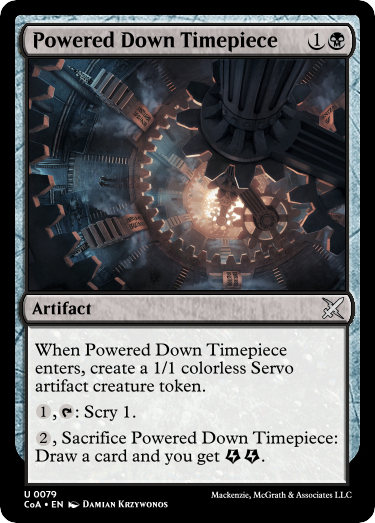 Powered Down Timepiece 1
Artifact
When Powered Down Timepiece
enters, create a 1/1 colorless Servo
artifact creature token.
1, : Scry 1.
2, Sacrifice Powered Down Timepiece:
Draw a card and you get .
U 0079
CoA • EN Damian Krzywonos
Mackenzie, McGrath & Associates LLC